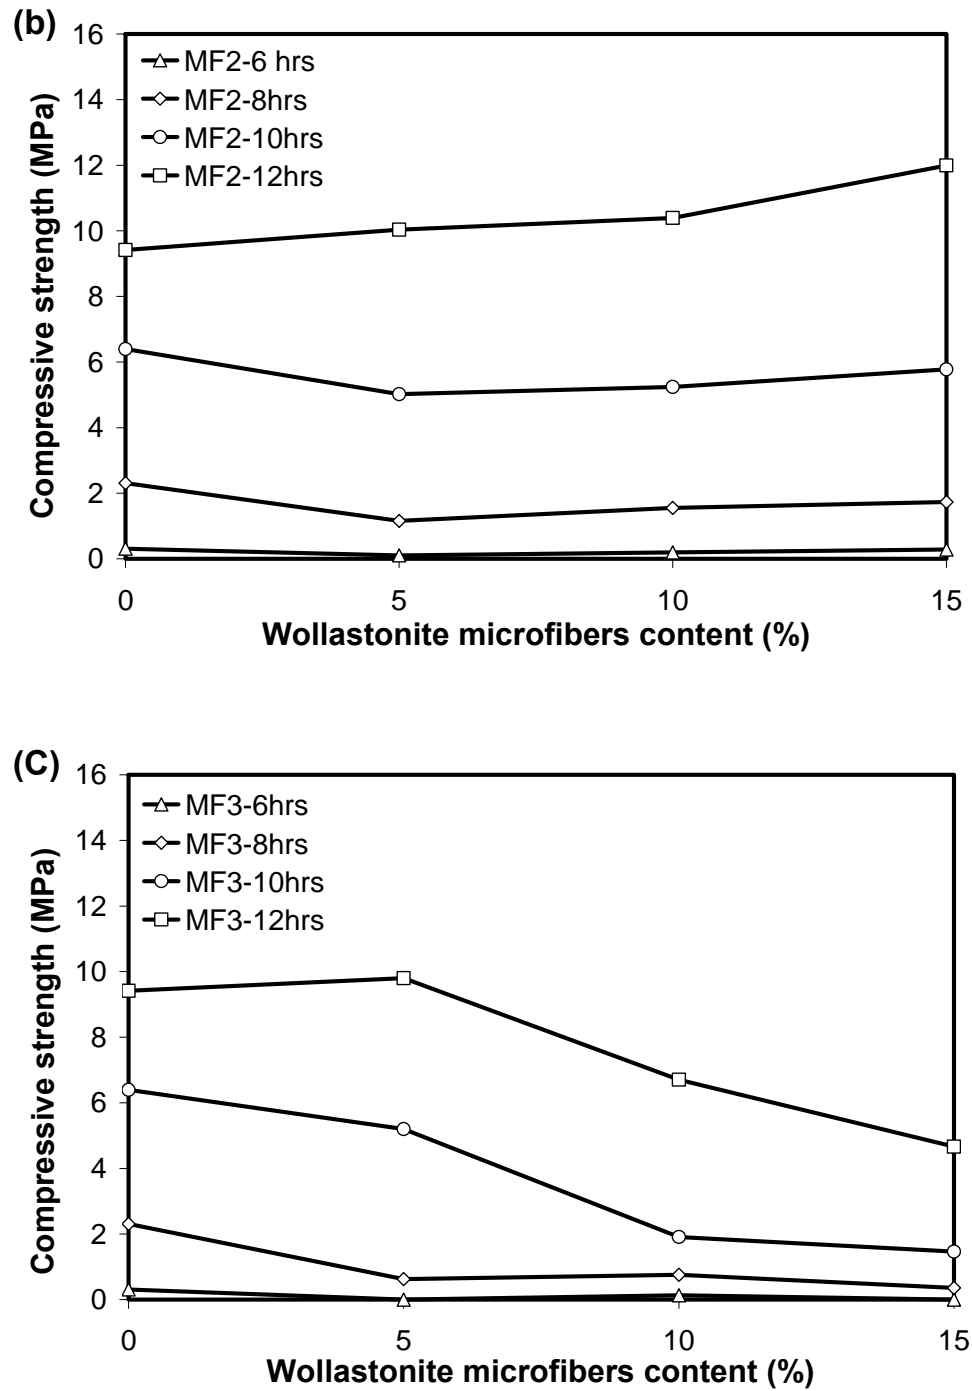 (b)
16
14
12
10
8
6
4
2
0
Compressive strength (MPa)
MF2-6 hrs
MF2-8hrs
MF2-10hrs
MF2-12hrs
0 5 10 15
Wollastonite microfibers content (%)
(C)
16
14
12
10
8
6
4
2
0
Compressive strength (MPa)
MF3-6hrs
MF3-8hrs
MF3-10hrs
MF3-12hrs
0 5 10 15
Wollastonite microfibers content (%)